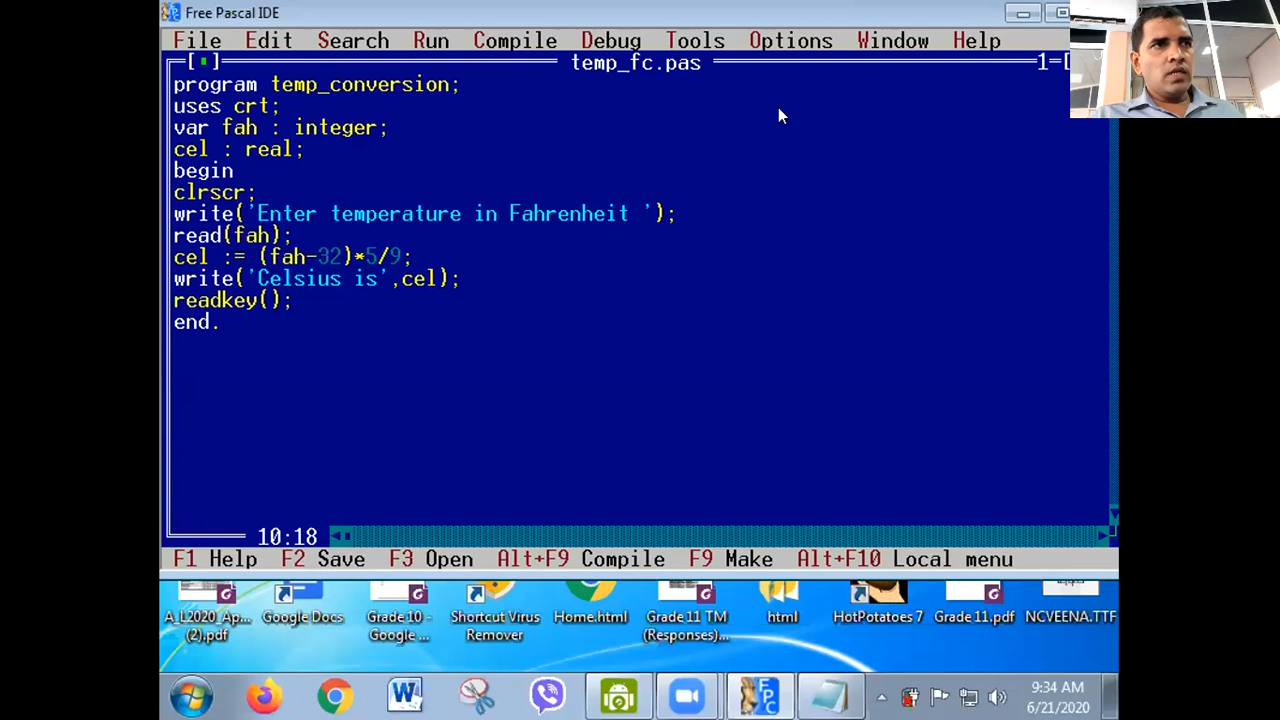 Free Pascal IDE
File Edit Search Run Compile Debug Tools Options Window Help
temp_fc.pas
1=[
program temp_conversion;
uses crt;
var fah : integer;
cel : real;
begin
clrscr;
write('Enter temperature in Fahrenheit ');
read(fah);
cel := (fah-32)*5/9;
write('Celsius is',cel);
readkey();
end.
10:18
F1 Help F2 Save F3 Open Alt+F9 Compile F9 Make Alt+F10 Local menu
A_L2020_Ap... Google Docs Grade 10 - Shortcut Virus Home.html Grade 11 TM html HotPotatoes 7 Grade 11.pdf NCVEENA.TTF
(2).pdf Google ... Remover (Responses)...
9:34 AM
6/21/2020